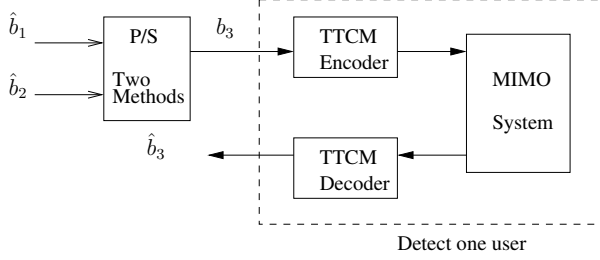 b̂₁
b̂₂
P/S
Two
Methods
b₃
TTCM
Encoder
MIMO
System
b̂₃
TTCM
Decoder
Detect one user